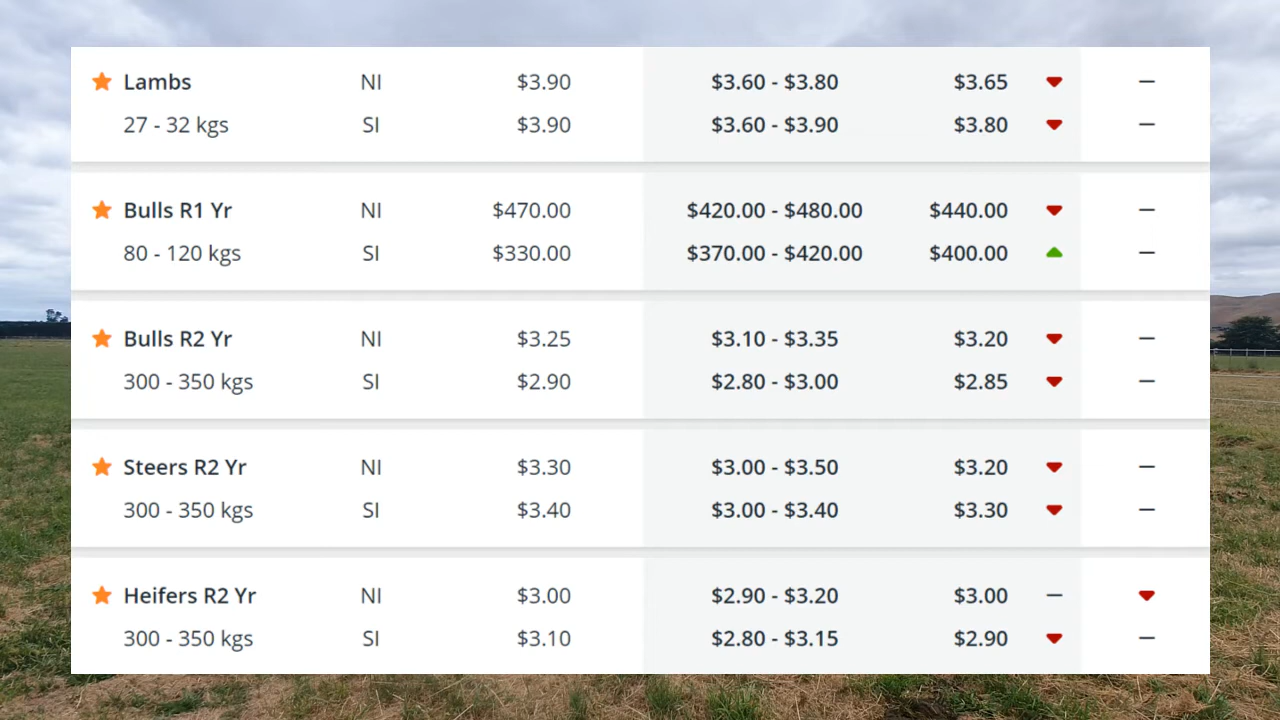 Lambs NI $3.90 $3.60 - $3.80 $3.65 –
27 - 32 kgs SI $3.90 $3.60 - $3.90 $3.80 –
Bulls R1 Yr NI $470.00 $420.00 - $480.00 $440.00 –
80 - 120 kgs SI $330.00 $370.00 - $420.00 $400.00 –
Bulls R2 Yr NI $3.25 $3.10 - $3.35 $3.20 –
300 - 350 kgs SI $2.90 $2.80 - $3.00 $2.85 –
Steers R2 Yr NI $3.30 $3.00 - $3.50 $3.20 –
300 - 350 kgs SI $3.40 $3.00 - $3.40 $3.30 –
Heifers R2 Yr NI $3.00 $2.90 - $3.20 $3.00 –
300 - 350 kgs SI $3.10 $2.80 - $3.15 $2.90 –